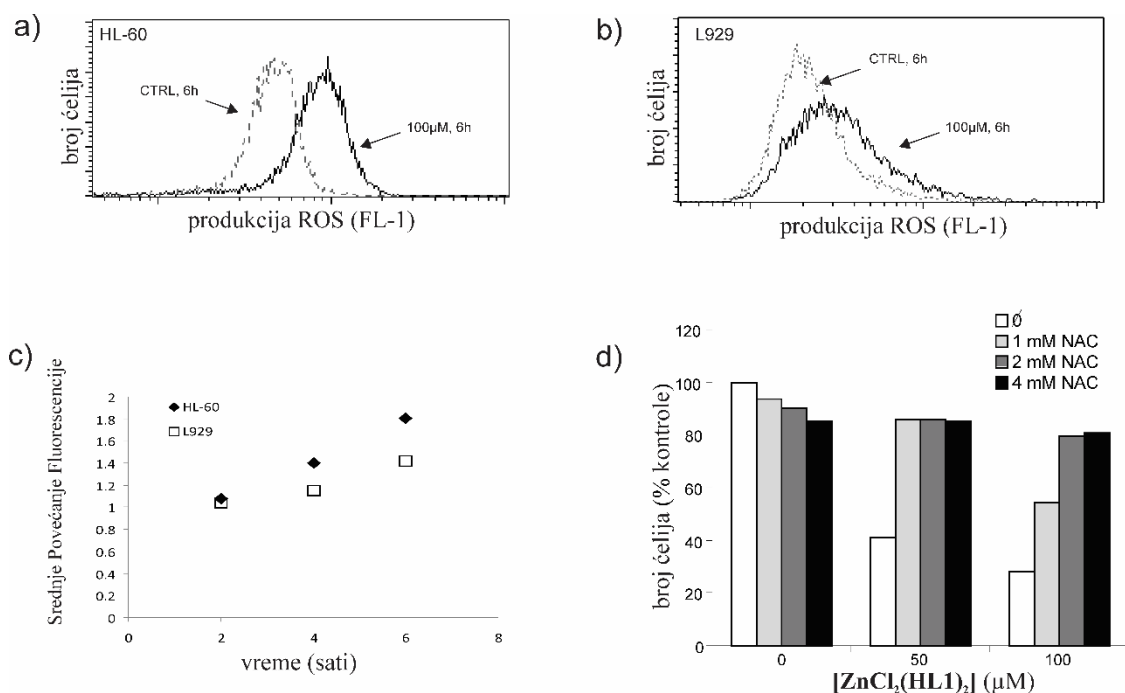 a)
HL-60
CTRL, 6h
100µM, 6h
broj ćelija
produkcija ROS (FL-1)
b)
L929
CTRL, 6h
100µM, 6h
broj ćelija
produkcija ROS (FL-1)
c)
Srednje Povećanje Fluorescencije
2
1.8
1.6
1.4
1.2
1
0.8
0.6
0.4
0.2
0
HL-60
L929
0 2 4 6 8
vreme (sati)
d)
broj ćelija (% kontrole)
120
100
80
60
40
20
0
Ø
1 mM NAC
2 mM NAC
4 mM NAC
0 50 100
[ZnCl₂(HL1)₂] (µM)